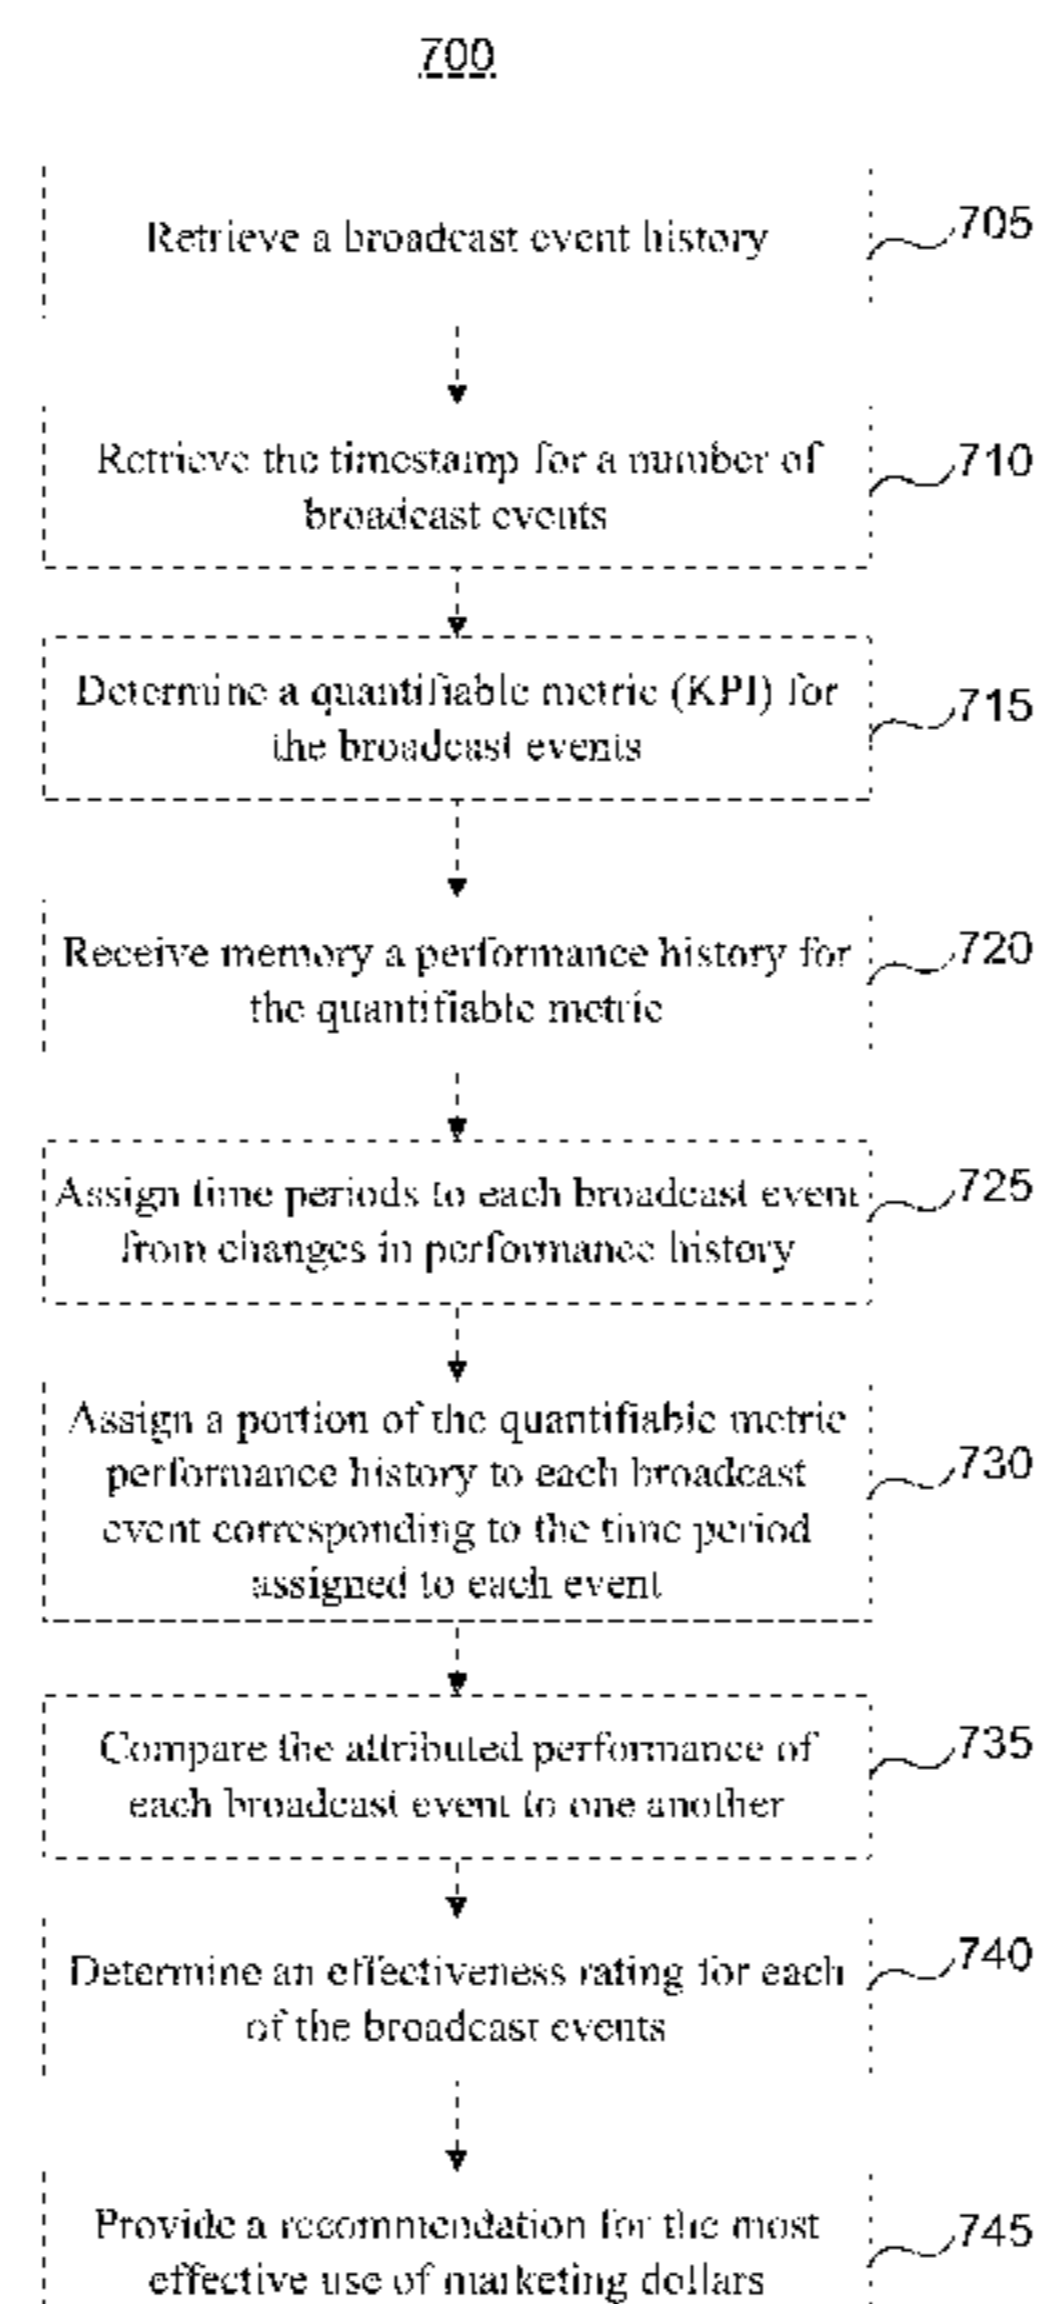 700
Retrieve a broadcast event history
705
Retrieve the timestamp for a number of
broadcast events
710
Determine a quantifiable metric (KPI) for
the broadcast events
715
Receive memory a performance history for
the quantifiable metric
720
Assign time periods to each broadcast event
from changes in performance history
725
Assign a portion of the quantifiable metric
performance history to each broadcast
event corresponding to the time period
assigned to each event
730
Compare the attributed performance of
each broadcast event to one another
735
Determine an effectiveness rating for each
of the broadcast events
740
Provide a recommendation for the most
effective use of marketing dollars
745